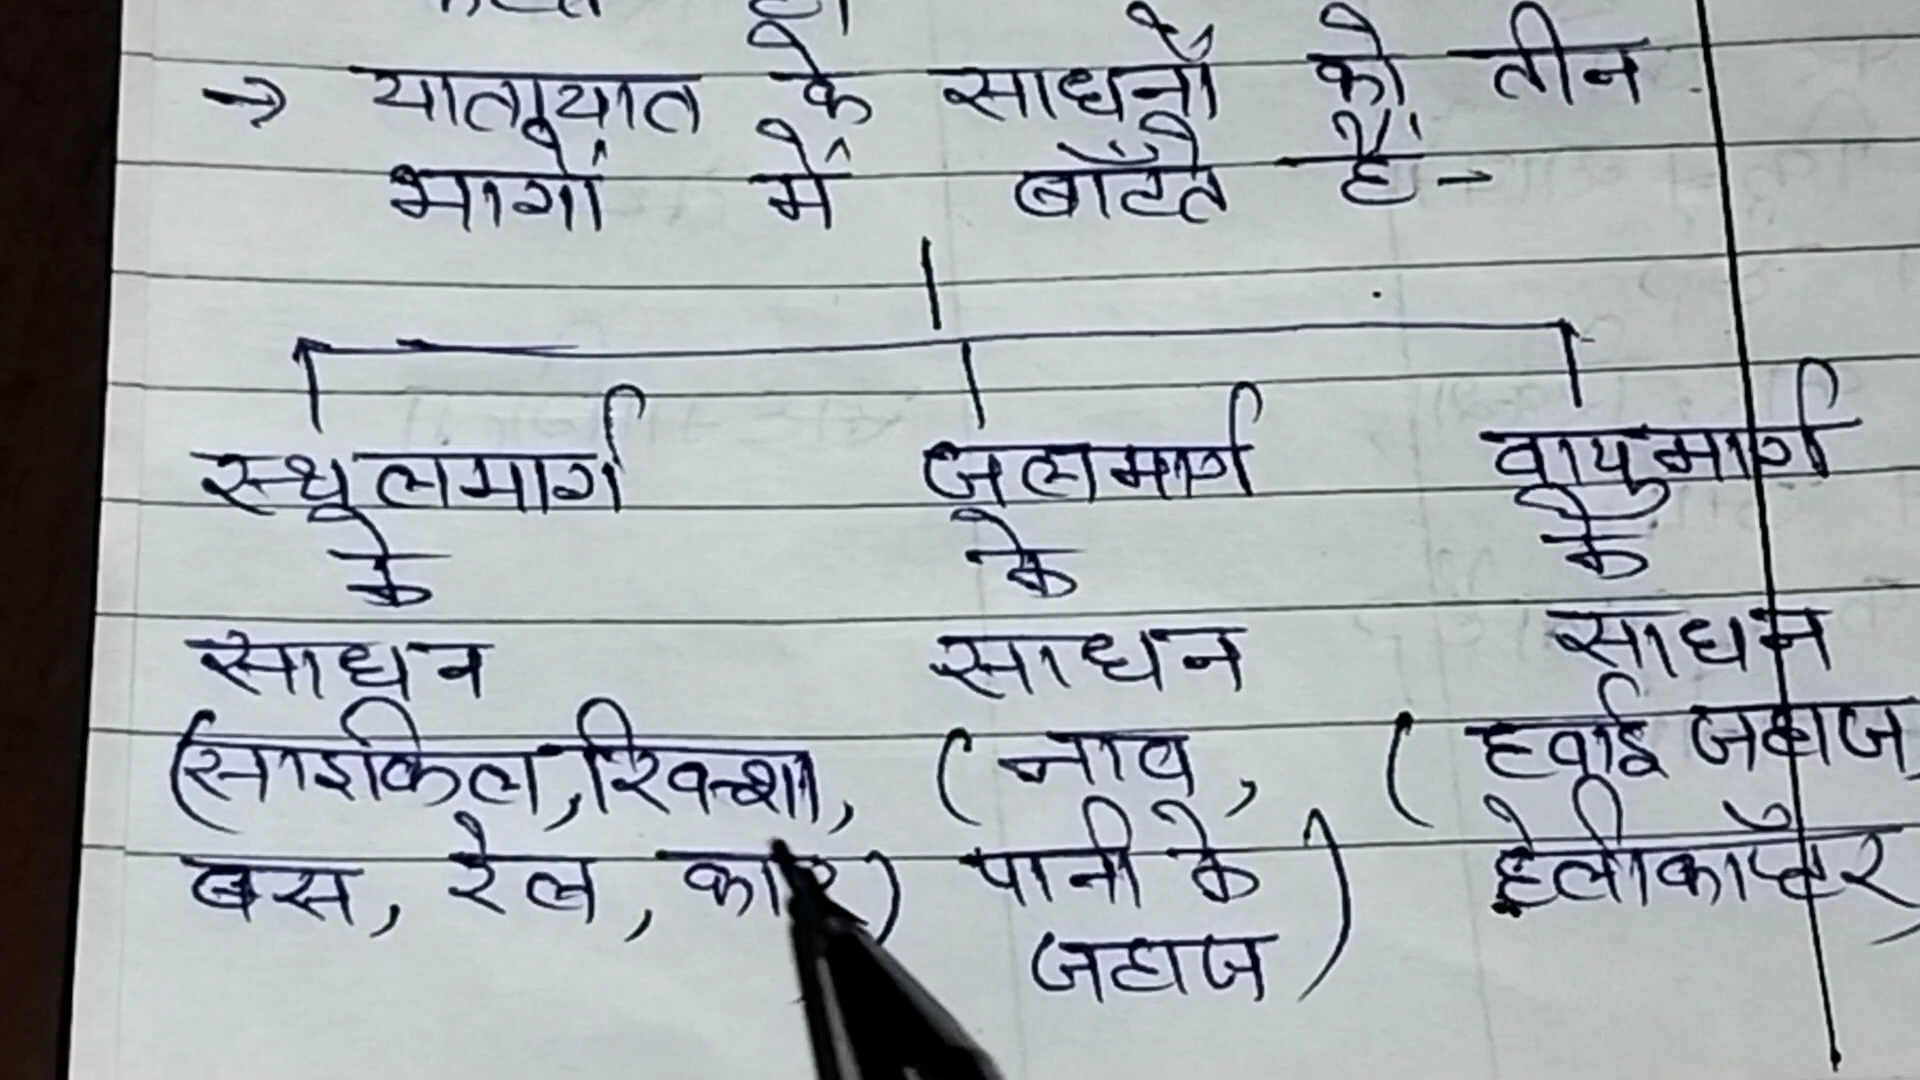 → यातायात के साधनों को तीन
भागों में बाँटते हैं-
स्थलमार्ग जलमार्ग वायुमार्ग
के के के
साधन साधन साधन
(साइकिल, रिक्शा, (नाव, (हवाई जहाज,
बस, रेल, कार) पानी के हेलीकाप्टर
जहाज)